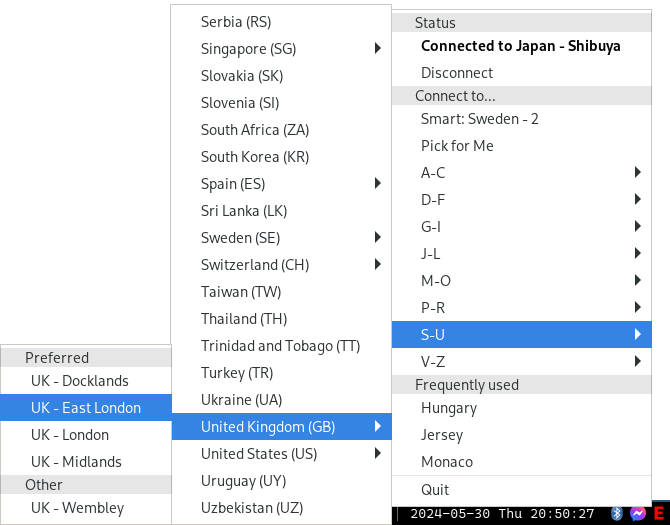 Status
Connected to Japan - Shibuya
Disconnect
Connect to...
Smart: Sweden - 2
Pick for Me
A-C
D-F
G-I
J-L
M-O
P-R
S-U
V-Z
Frequently used
Hungary
Jersey
Monaco
Quit
Serbia (RS)
Singapore (SG)
Slovakia (SK)
Slovenia (SI)
South Africa (ZA)
South Korea (KR)
Spain (ES)
Sri Lanka (LK)
Sweden (SE)
Switzerland (CH)
Taiwan (TW)
Thailand (TH)
Trinidad and Tobago (TT)
Turkey (TR)
Ukraine (UA)
United Kingdom (GB)
United States (US)
Uruguay (UY)
Uzbekistan (UZ)
Preferred
UK - Docklands
UK - East London
UK - London
UK - Midlands
Other
UK - Wembley
2024-05-30 Thu 20:50:27
E